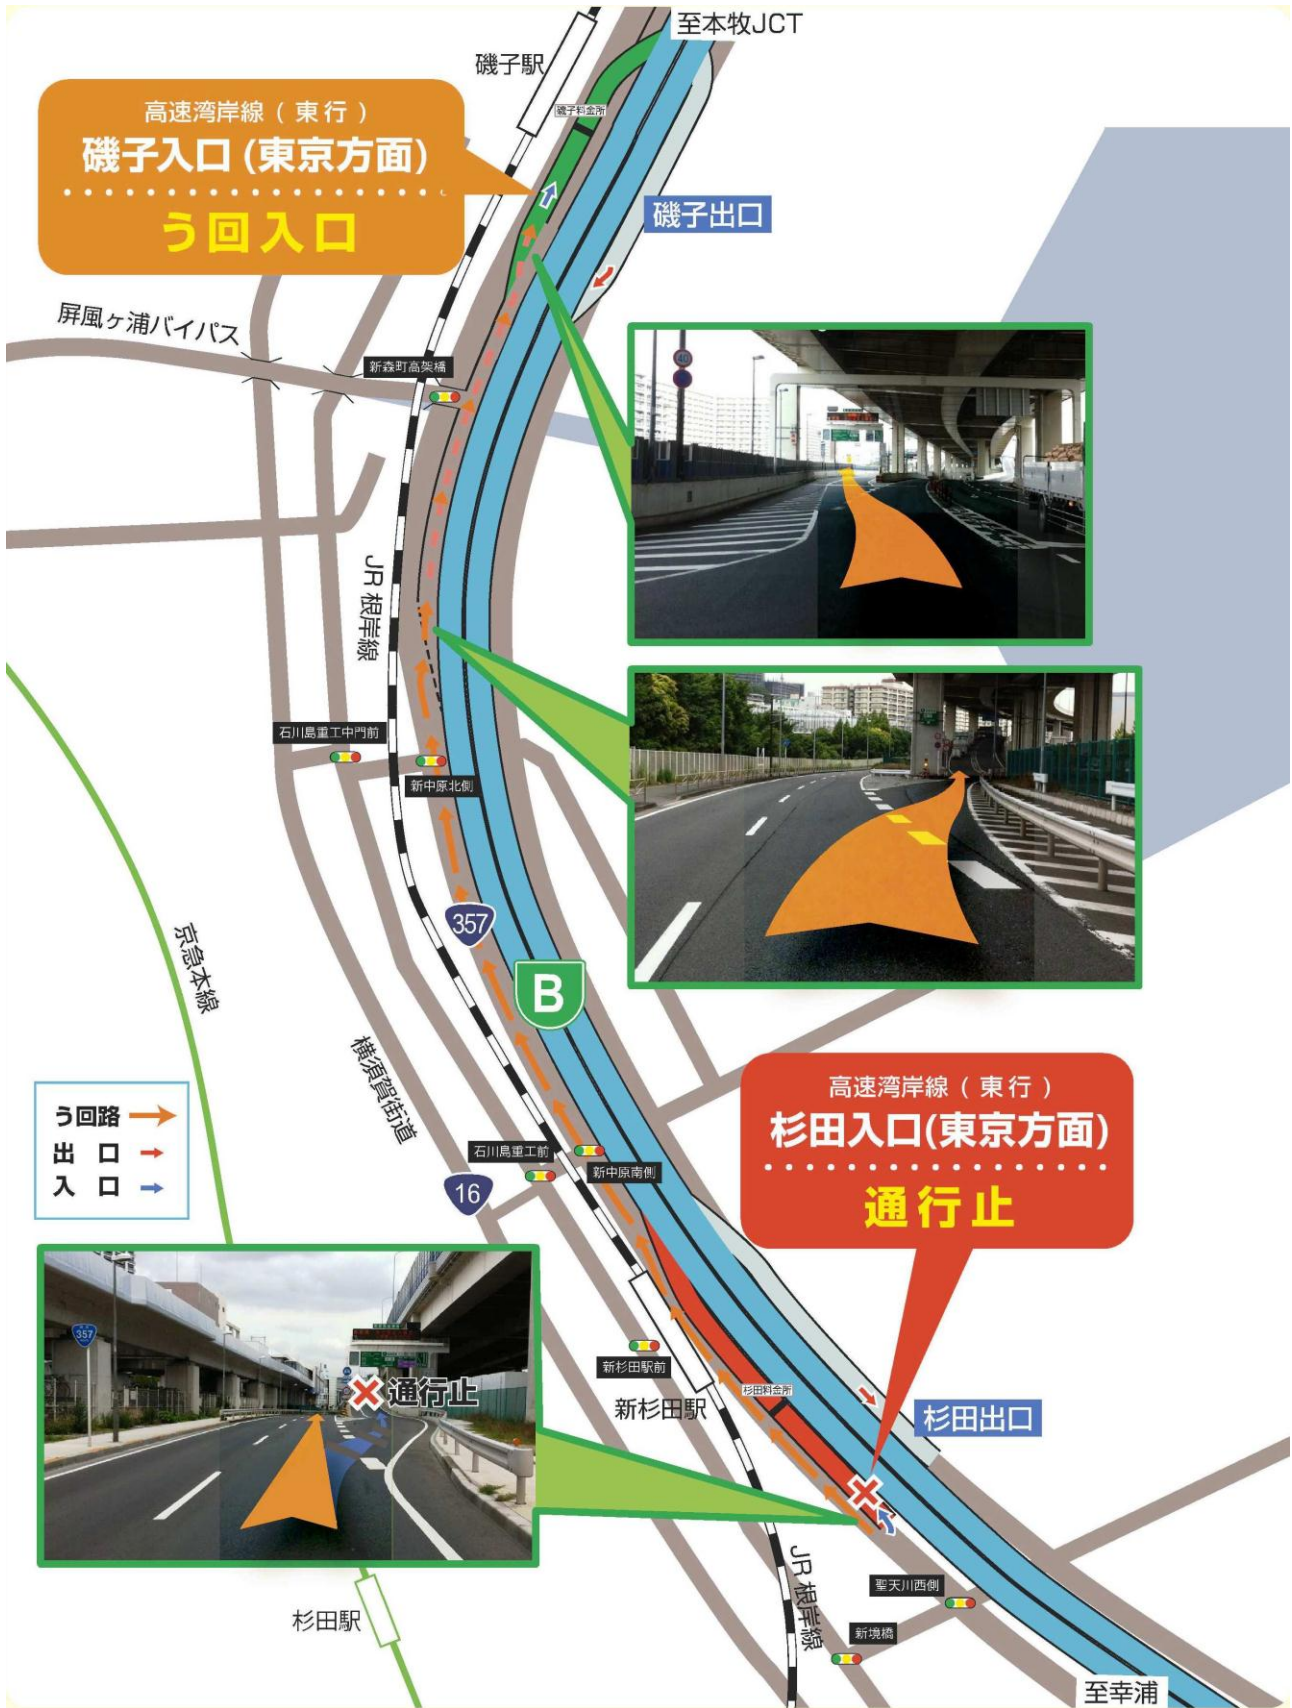 至本牧JCT
磯子駅
高速湾岸線（東行）
磯子入口(東京方面)
う回入口
磯子料金所
磯子出口
屏風ヶ浦バイパス
新森町高架橋
40
JR根岸線
石川島重工中門前
新中原北側
357
B
京急本線
横須賀街道
高速湾岸線（東行）
杉田入口(東京方面)
通行止
う回路
出口
入口
石川島重工前
新中原南側
16
357
通行止
新杉田駅前
新杉田駅
杉田料金所
杉田出口
杉田駅
JR根岸線
聖天川西側
新境橋
至幸浦